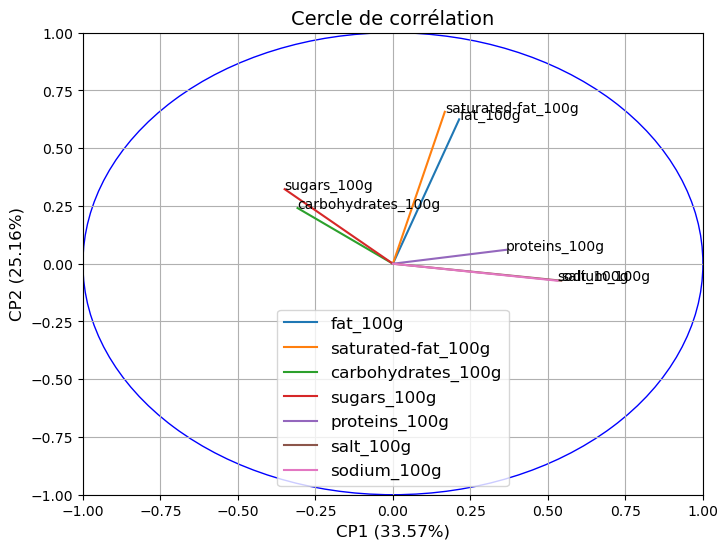 Cercle de corrélation
1.00
0.75
0.50
0.25
0.00
−0.25
−0.50
−0.75
−1.00
CP2 (25.16%)
saturated-fat_100g
fat_100g
sugars_100g
carbohydrates_100g
proteins_100g
salt_100g
sodium_100g
fat_100g
saturated-fat_100g
carbohydrates_100g
sugars_100g
proteins_100g
salt_100g
sodium_100g
−1.00 −0.75 −0.50 −0.25 0.00 0.25 0.50 0.75 1.00
CP1 (33.57%)